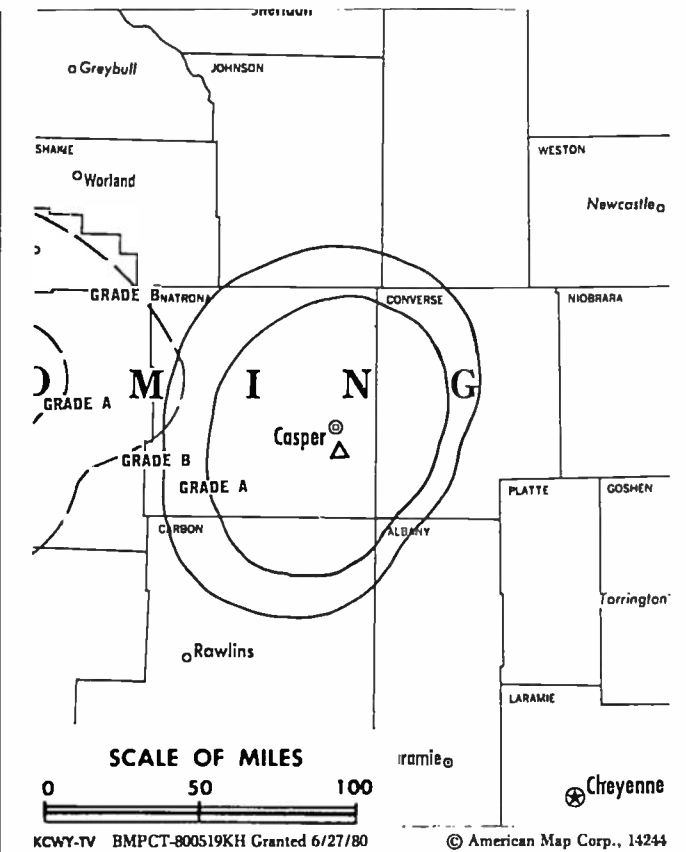 Greybull
JOHNSON
SHAKIE
WESTON
Worland
Newcastle
GRADE B
NATRONA
CONVERSE
NIOBRARA
M I N G
GRADE A
Casper
GRADE B
GRADE A
PLATTE
GOSHEN
CARBON
ALBANY
Torrington
Rawlins
LARAMIE
SCALE OF MILES
ramie
0 50 100
Cheyenne
KCWY-TV BMPCT-800519KH Granted 6/27/80
© American Map Corp., 14244